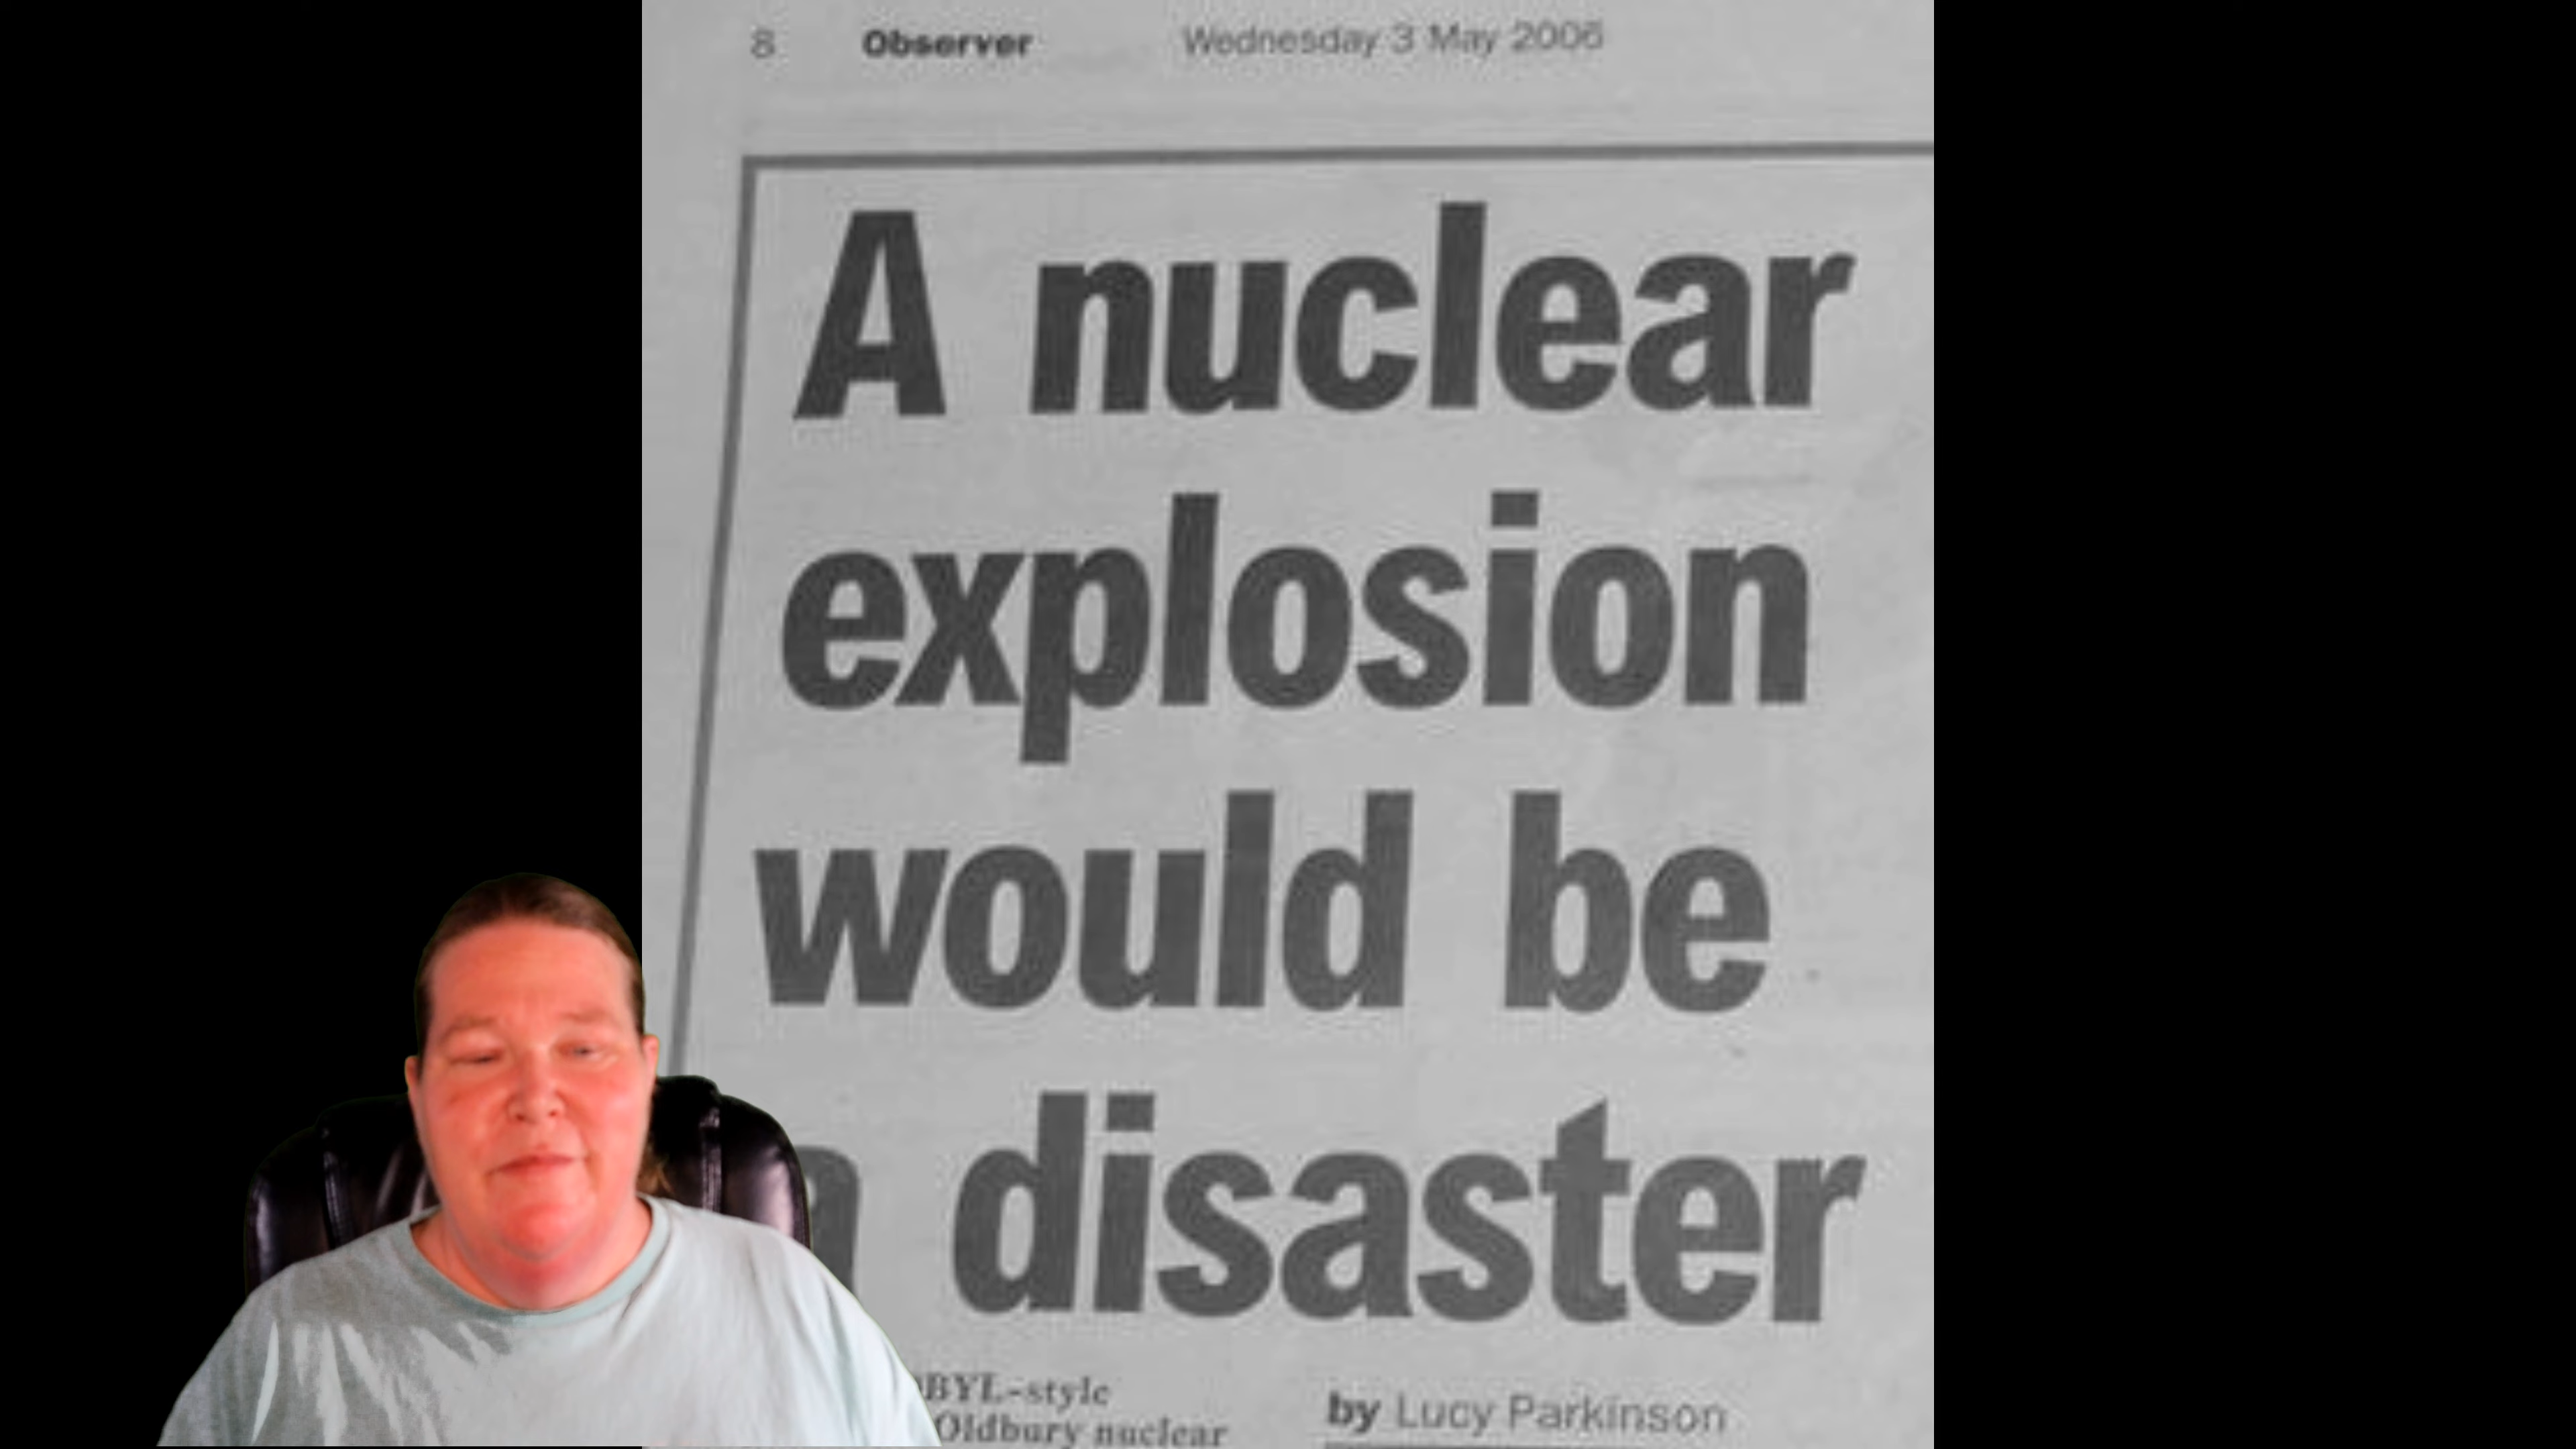 8 Observer Wednesday 3 May 2006
A nuclear
explosion
would be
a disaster
BYL-style
Oldbury nuclear
by Lucy Parkinson